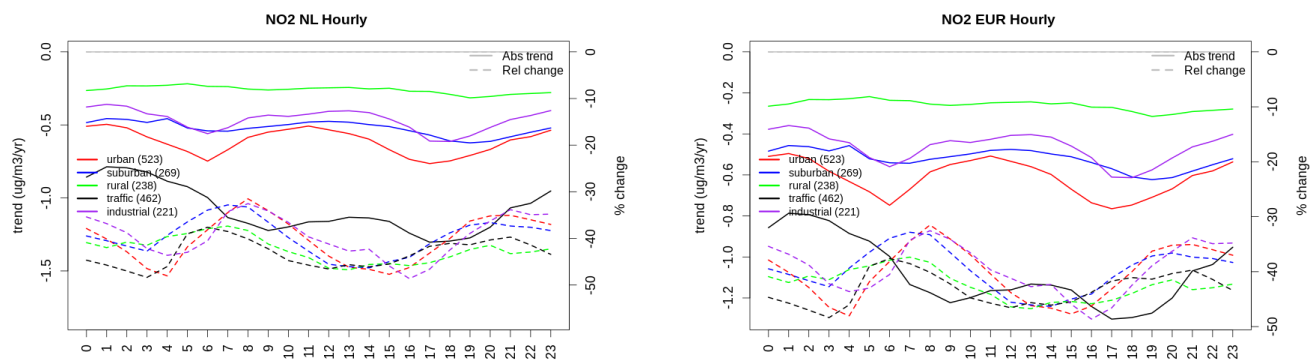 NO2 NL Hourly
trend (ug/m3/yr)
0.0
-0.5
-1.0
-1.5
Abs trend
Rel change
urban (523)
suburban (269)
rural (238)
traffic (462)
industrial (221)
0
-10
-20
-30
-40
-50
% change
0 1 2 3 4 5 6 7 8 9 10 11 12 13 14 15 16 17 18 19 20 21 22 23
NO2 EUR Hourly
trend (ug/m3/yr)
0.0
-0.2
-0.4
-0.6
-0.8
-1.0
-1.2
Abs trend
Rel change
urban (523)
suburban (269)
rural (238)
traffic (462)
industrial (221)
0
-10
-20
-30
-40
-50
% change
0 1 2 3 4 5 6 7 8 9 10 11 12 13 14 15 16 17 18 19 20 21 22 23